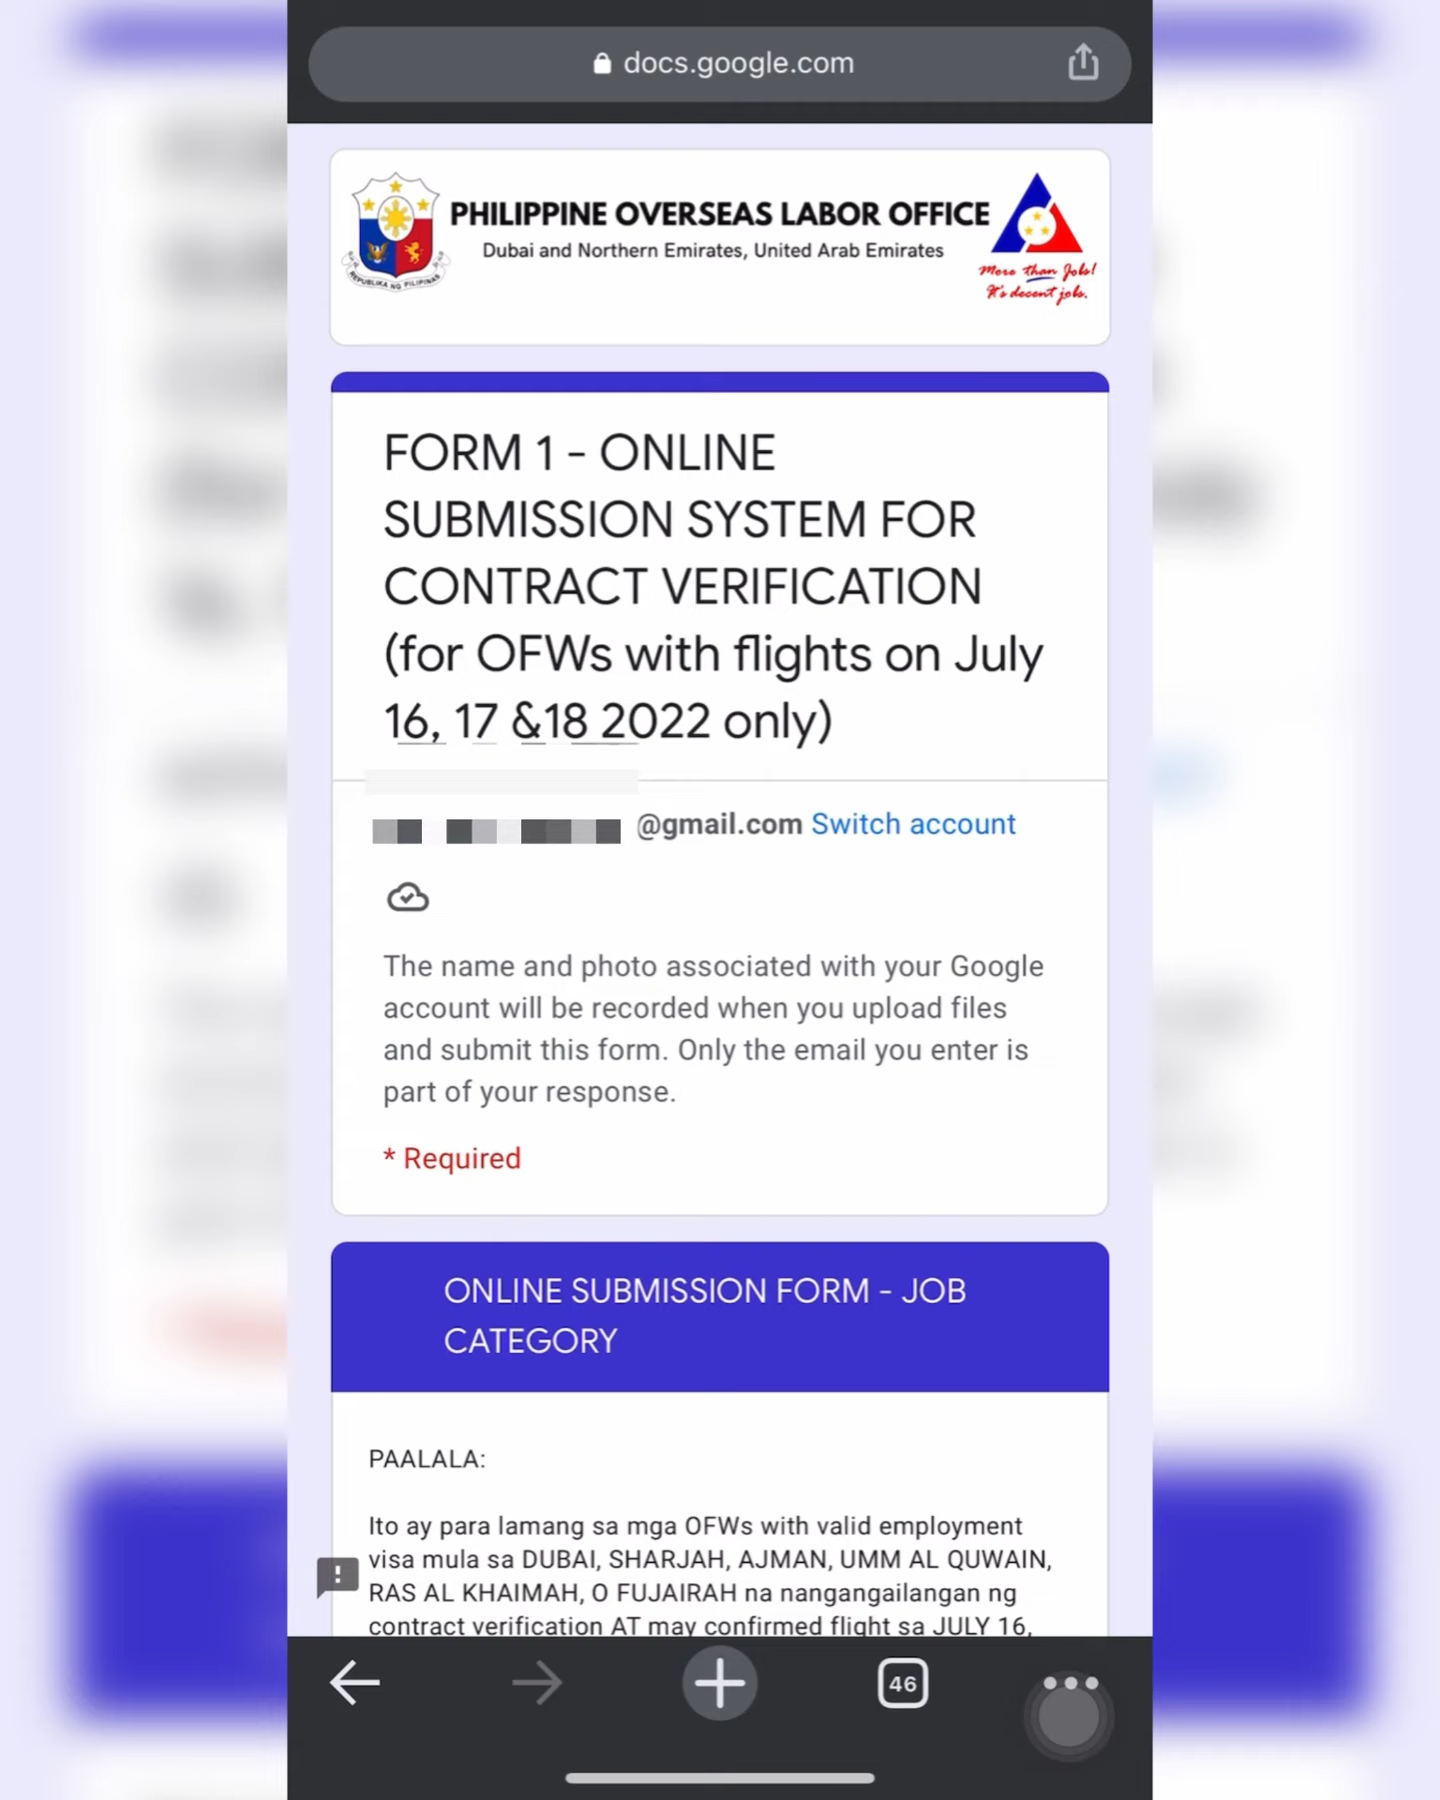 docs.google.com
PHILIPPINE OVERSEAS LABOR OFFICE
Dubai and Northern Emirates, United Arab Emirates
REPUBLIKA NG PILIPINAS
More than Jobs!
It's decent jobs.
FORM 1 - ONLINE
SUBMISSION SYSTEM FOR
CONTRACT VERIFICATION
(for OFWs with flights on July
16, 17 &18 2022 only)
@gmail.com Switch account
The name and photo associated with your Google
account will be recorded when you upload files
and submit this form. Only the email you enter is
part of your response.
* Required
ONLINE SUBMISSION FORM - JOB
CATEGORY
PAALALA:
Ito ay para lamang sa mga OFWs with valid employment
visa mula sa DUBAI, SHARJAH, AJMAN, UMM AL QUWAIN,
RAS AL KHAIMAH, O FUJAIRAH na nangangailangan ng
contract verification AT may confirmed flight sa JULY 16,
46